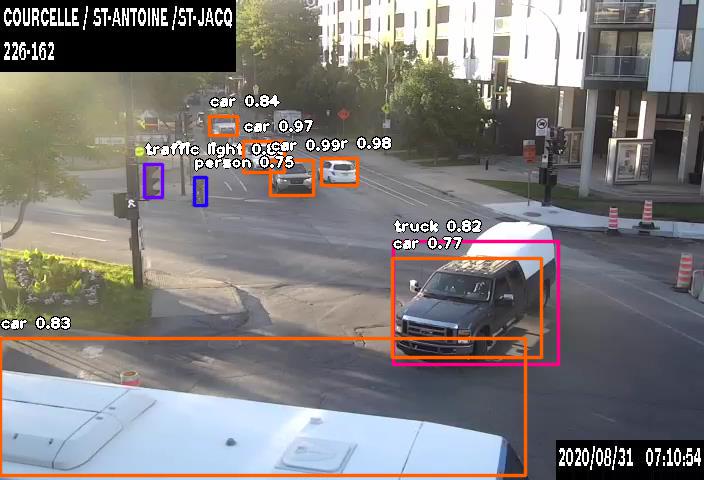 COURCELLE / ST-ANTOINE /ST-JACQ
226-162
car 0.84
car 0.97
car 0.99
r 0.98
traffic light 0.8
person 0.75
truck 0.82
car 0.77
car 0.83
2020/08/31 07:10:54